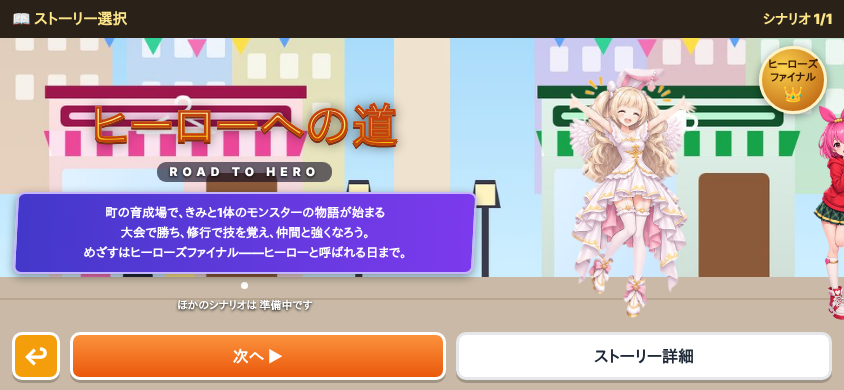 📖 ストーリー選択
シナリオ 1/1
ヒーローズ
ファイナル
ヒーローへの道
ROAD TO HERO
町の育成場で、きみと1体のモンスターの物語が始まる
大会で勝ち、修行で技を覚え、仲間と強くなろう。
めざすはヒーローズファイナル——ヒーローと呼ばれる日まで。
ほかのシナリオは 準備中です
次へ ▶
ストーリー詳細